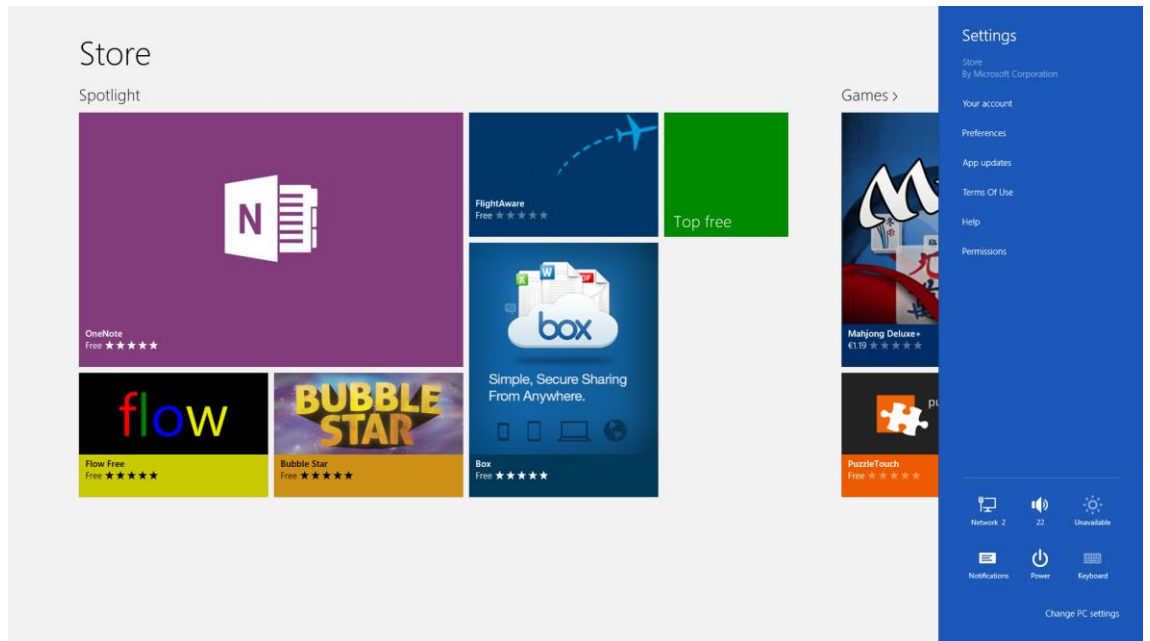 Store
Spotlight
N
OneNote
Free ★★★★★
flow
Flow Free
Free ★★★★★
BUBBLE
STAR
Bubble Star
Free ★★★★★
FlightAware
Free ★★★★★
X
W
PDF
box
Simple, Secure Sharing
From Anywhere.
Box
Free ★★★★★
Top free
Games >
Mahjong Deluxe+
€1.19 ★★★★★
PuzzleTouch
Free ★★★★★
Settings
Store
By Microsoft Corporation
Your account
Preferences
App updates
Terms Of Use
Help
Permissions
Network 2
22
Unavailable
Notifications
Power
Keyboard
Change PC settings